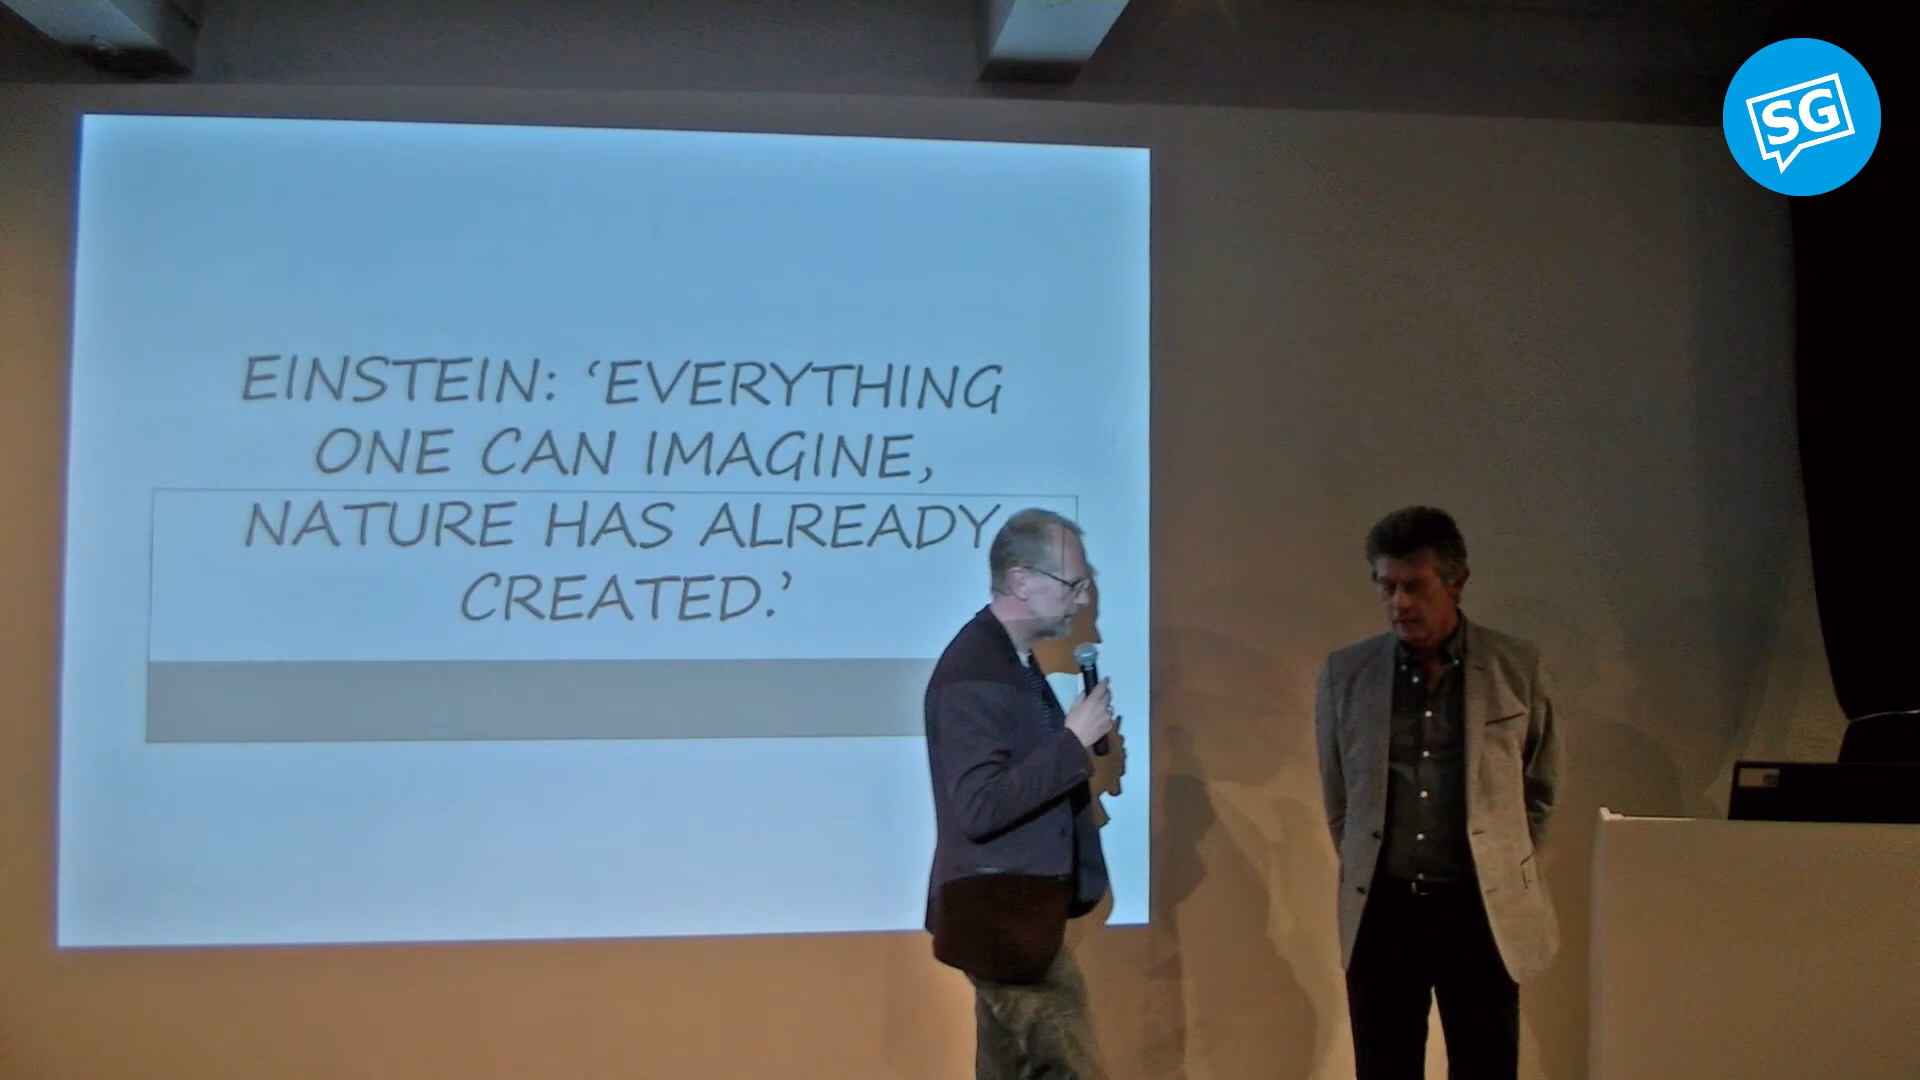 SG
EINSTEIN: ‘EVERYTHING
ONE CAN IMAGINE,
NATURE HAS ALREADY
CREATED.’